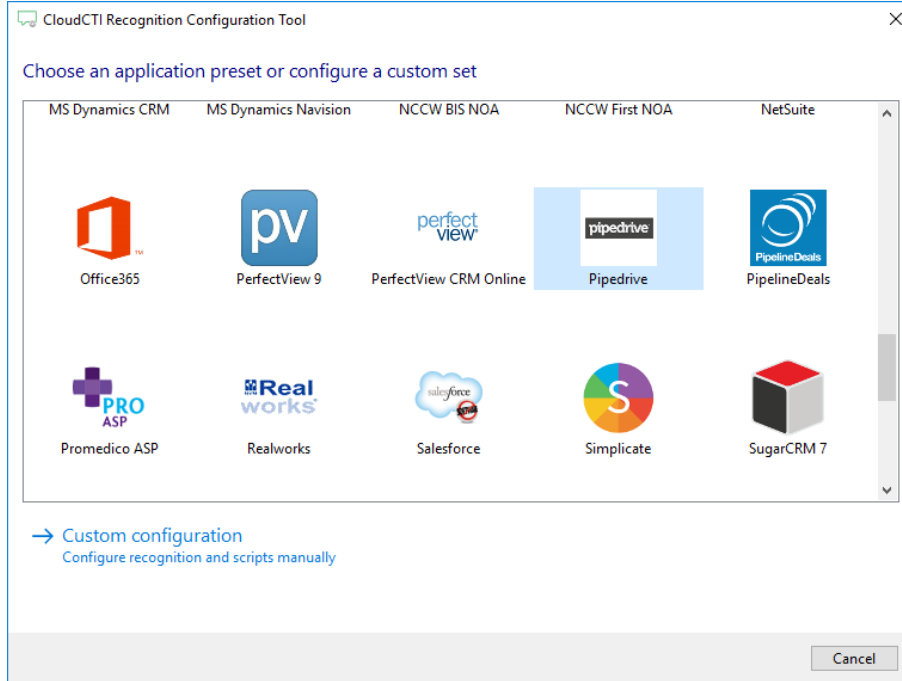 CloudCTI Recognition Configuration Tool
Choose an application preset or configure a custom set
MS Dynamics CRM MS Dynamics Navision NCCW BIS NOA NCCW First NOA NetSuite
TM
pv
perfect
view
pipedrive
PipelineDeals
Office365 PerfectView 9 PerfectView CRM Online Pipedrive PipelineDeals
PRO
ASP
Real
works
salesforce
S
Promedico ASP Realworks Salesforce Simplicate SugarCRM 7
→ Custom configuration
Configure recognition and scripts manually
Cancel